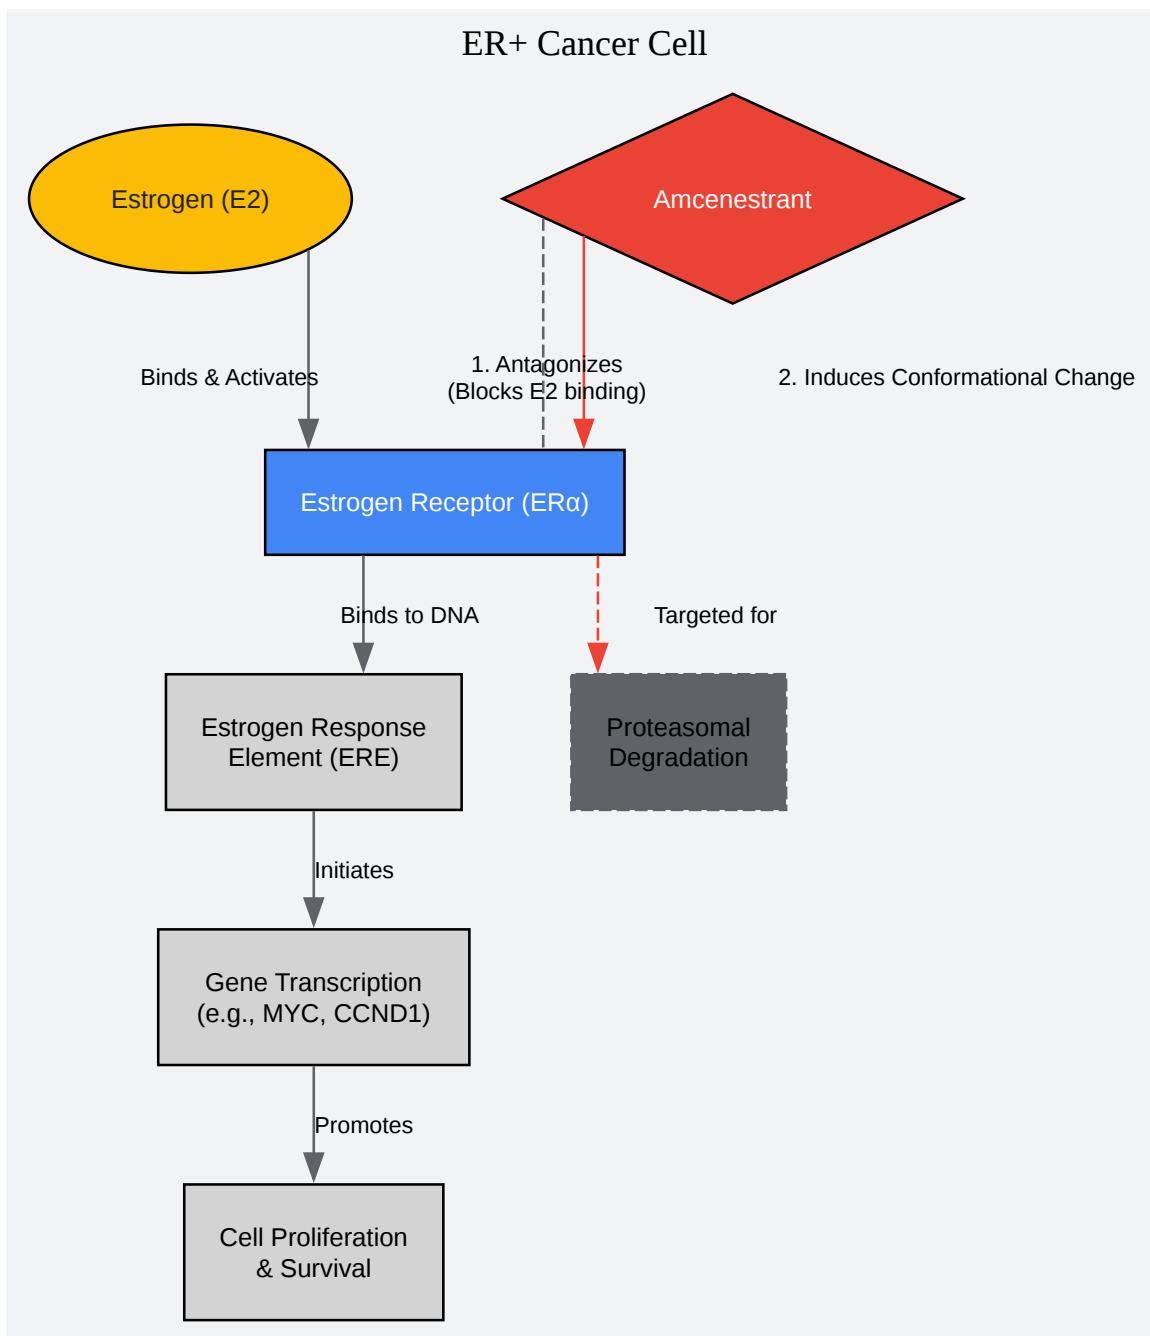 ER+ Cancer Cell
Estrogen (E2)
Amcenestrant
Binds & Activates
1. Antagonizes
(Blocks E2 binding)
2. Induces Conformational Change
Estrogen Receptor (ERα)
Binds to DNA
Targeted for
Estrogen Response
Element (ERE)
Proteasomal
Degradation
Initiates
Gene Transcription
(e.g., MYC, CCND1)
Promotes
Cell Proliferation
& Survival